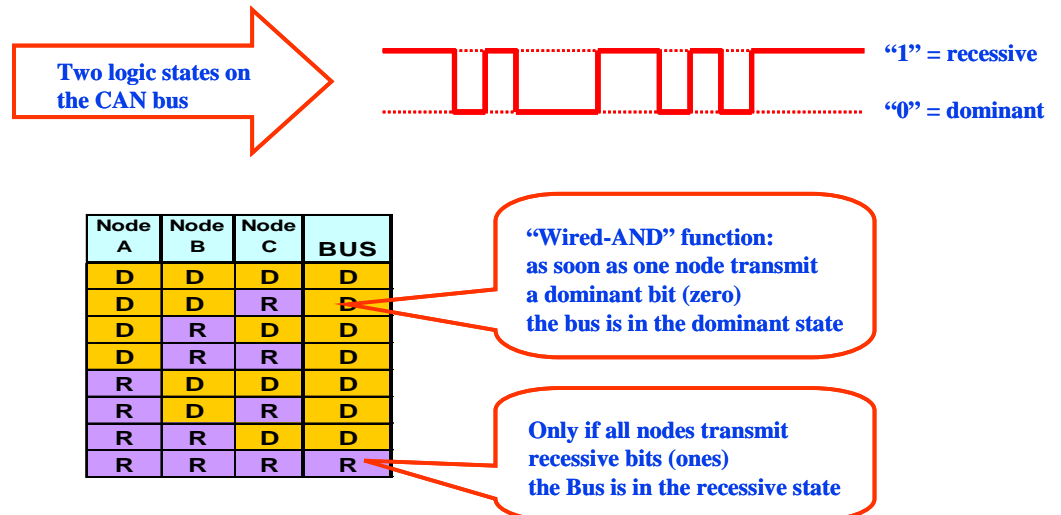 Two logic states on
the CAN bus
“1” = recessive
“0” = dominant
Node Node Node
A B C BUS
D D D D
D D R D
D R D D
D R R D
R D D D
R D R D
R R D D
R R R R
“Wired-AND” function:
as soon as one node transmit
a dominant bit (zero)
the bus is in the dominant state
Only if all nodes transmit
recessive bits (ones)
the Bus is in the recessive state